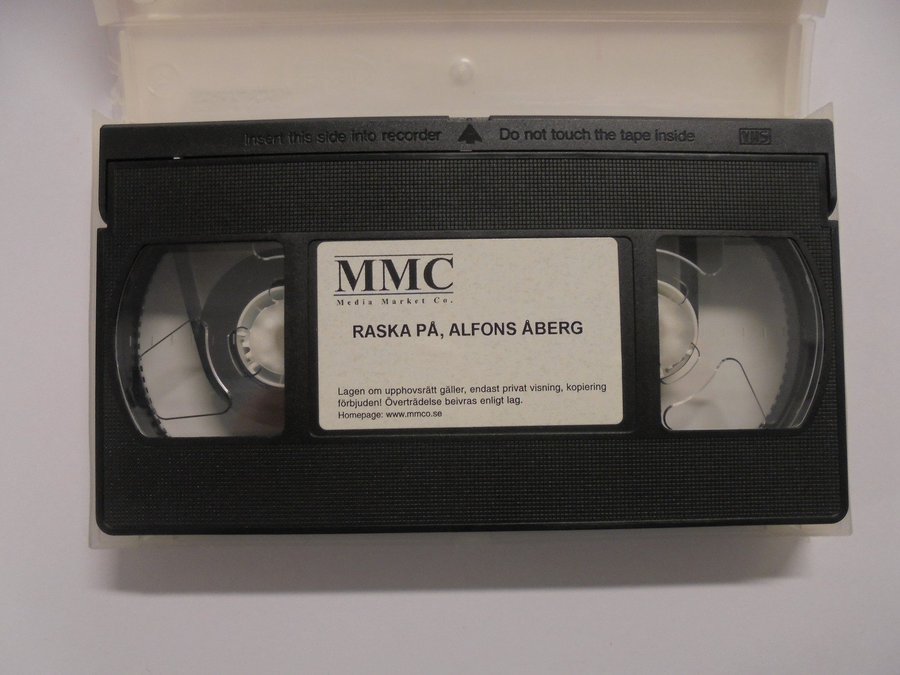 Insert this side into recorder Do not touch the tape inside VHS
MMC
Media Market Co.
RASKA PÅ, ALFONS ÅBERG
Lagen om upphovsrätt gäller, endast privat visning, kopiering
förbjuden! Överträdelse beivras enligt lag.
Homepage: www.mmco.se